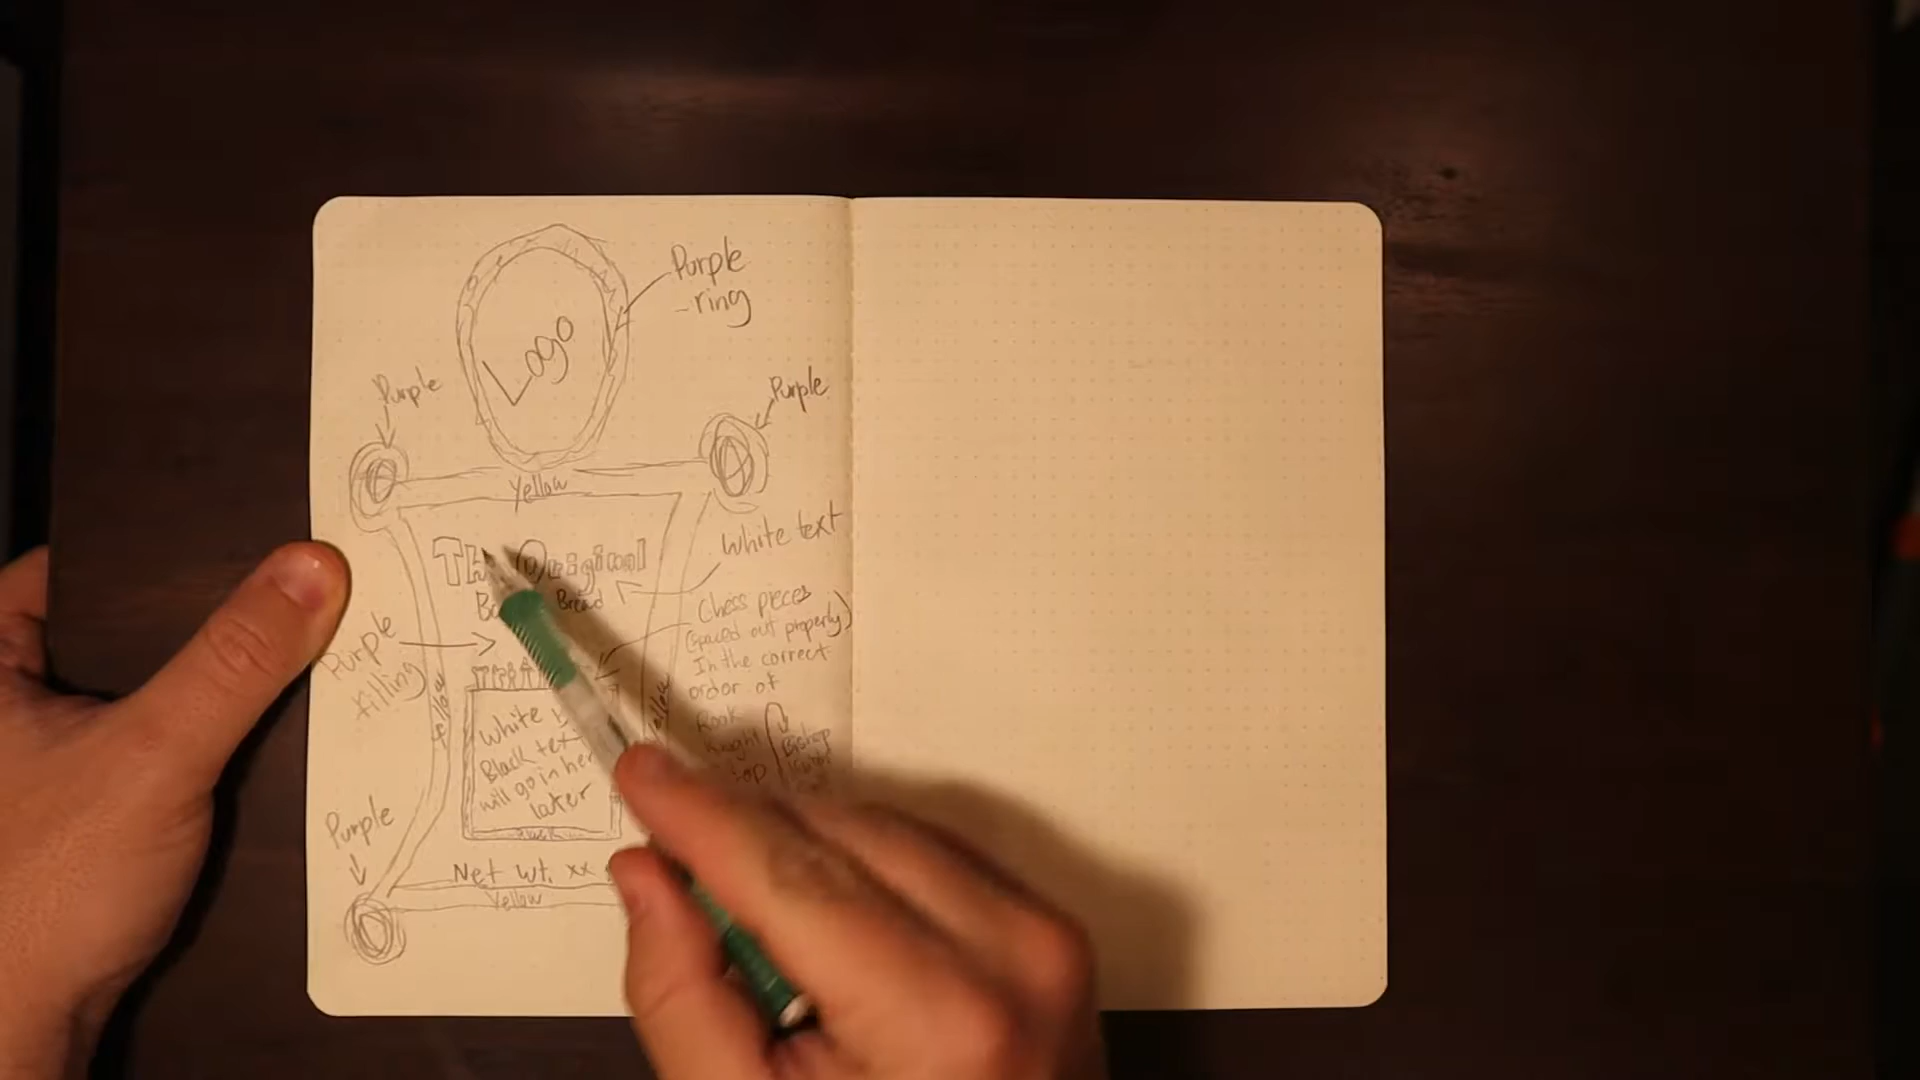 Purple
-ring
Logo
Purple
Purple
Yellow
White text
The Original
Bread
Chess pieces
(spaced out properly)
In the correct
order of
Purple
filling
Yellow
Yellow
Rook
Knight
Bishop
White
Black text
will go in here
later
Purple
Net wt. xx
Yellow